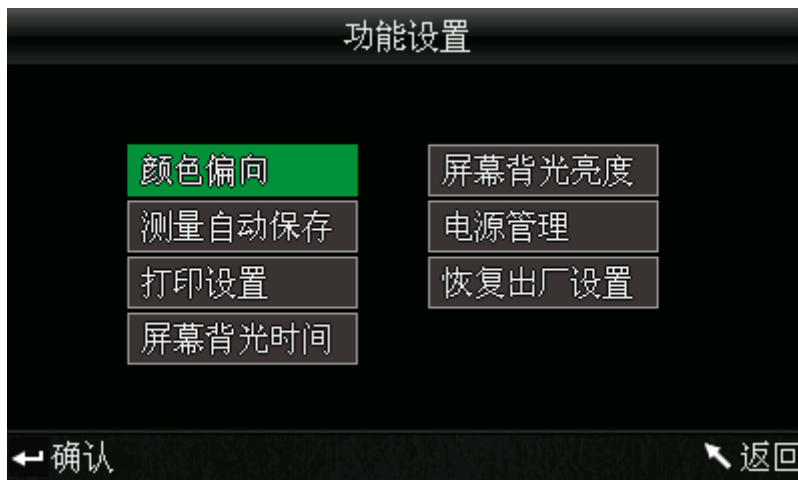 功能设置
颜色偏向
测量自动保存
打印设置
屏幕背光时间
屏幕背光亮度
电源管理
恢复出厂设置
确认
返回